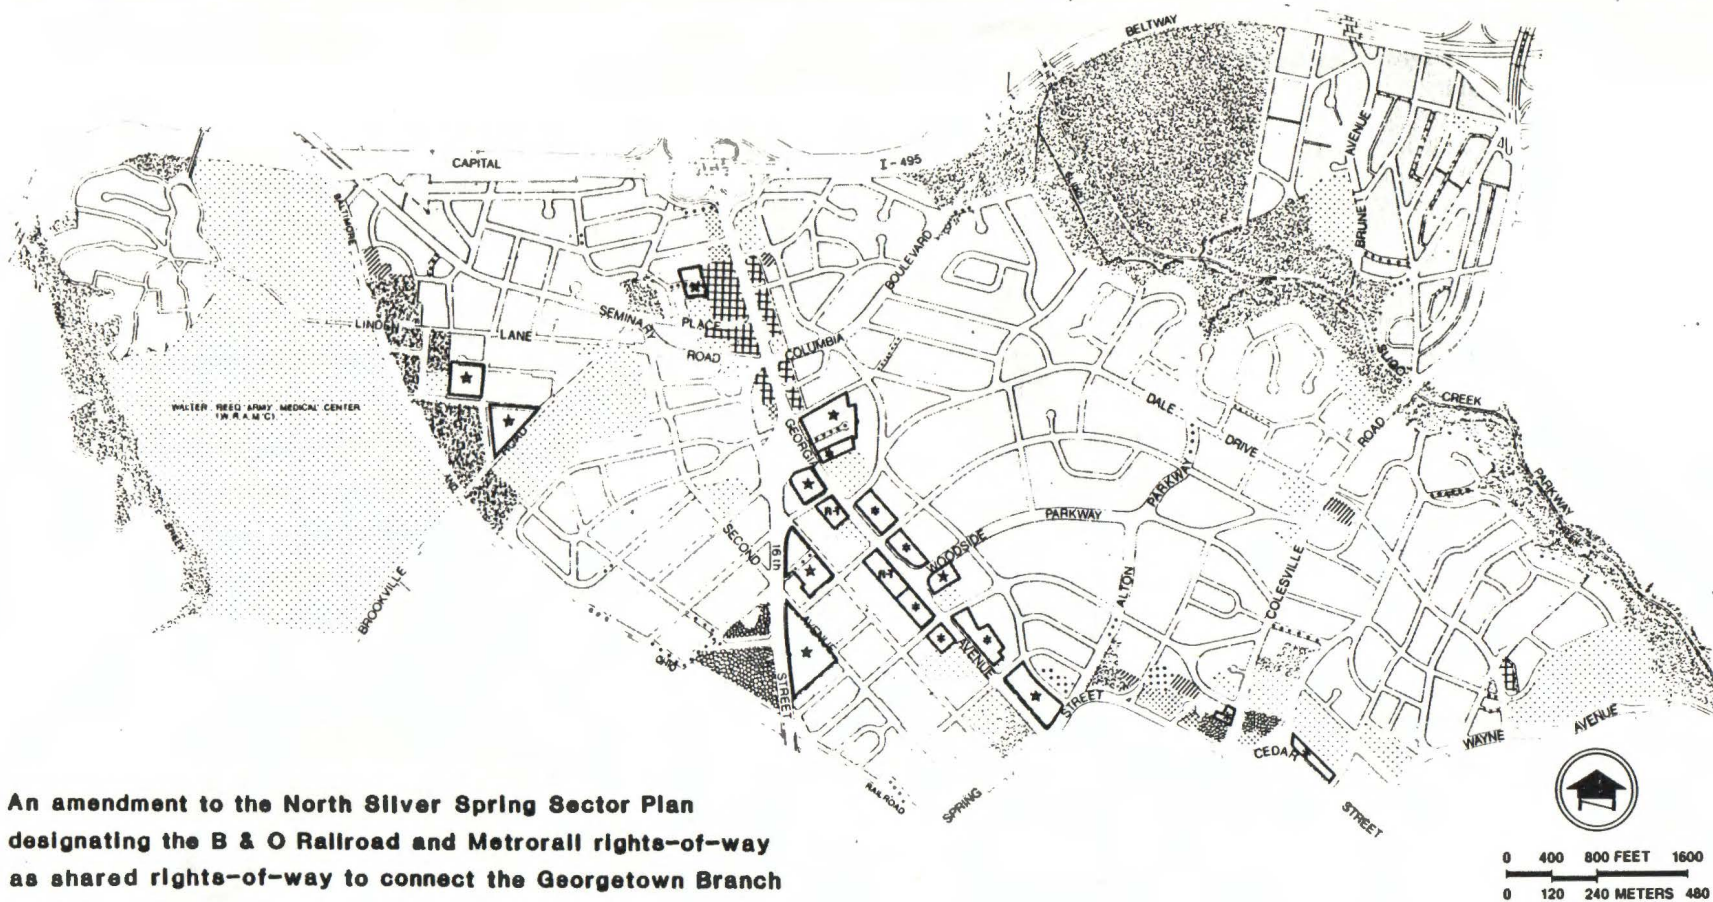 BELTWAY
CAPITAL
I-495
AVENUE
BRUNETT
BALTIMORE
BOULEVARD
LINDEN
LANE
SEMINARY
PLACE
ROAD
COLUMBIA
SLIGO
CREEK
WALTER REED ARMY MEDICAL CENTER
(W.R.A.M.C)
ROAD
GEORGIA
DALE
DRIVE
ROAD
PARKWAY
PARKWAY
PARKWAY
AND
R-T
SECOND
16th
WOODSIDE
R-T
BROOKVILLE
ALTON
COLESVILLE
AVENUE
AVENUE
OHIO
STREET
STREET
CEDAR
WAYNE
AVENUE
RAILROAD
SPRING
STREET
An amendment to the North Silver Spring Sector Plan
designating the B & O Railroad and Metrorail rights-of-way
as shared rights-of-way to connect the Georgetown Branch
0 400 800 FEET 1600
0 120 240 METERS 480